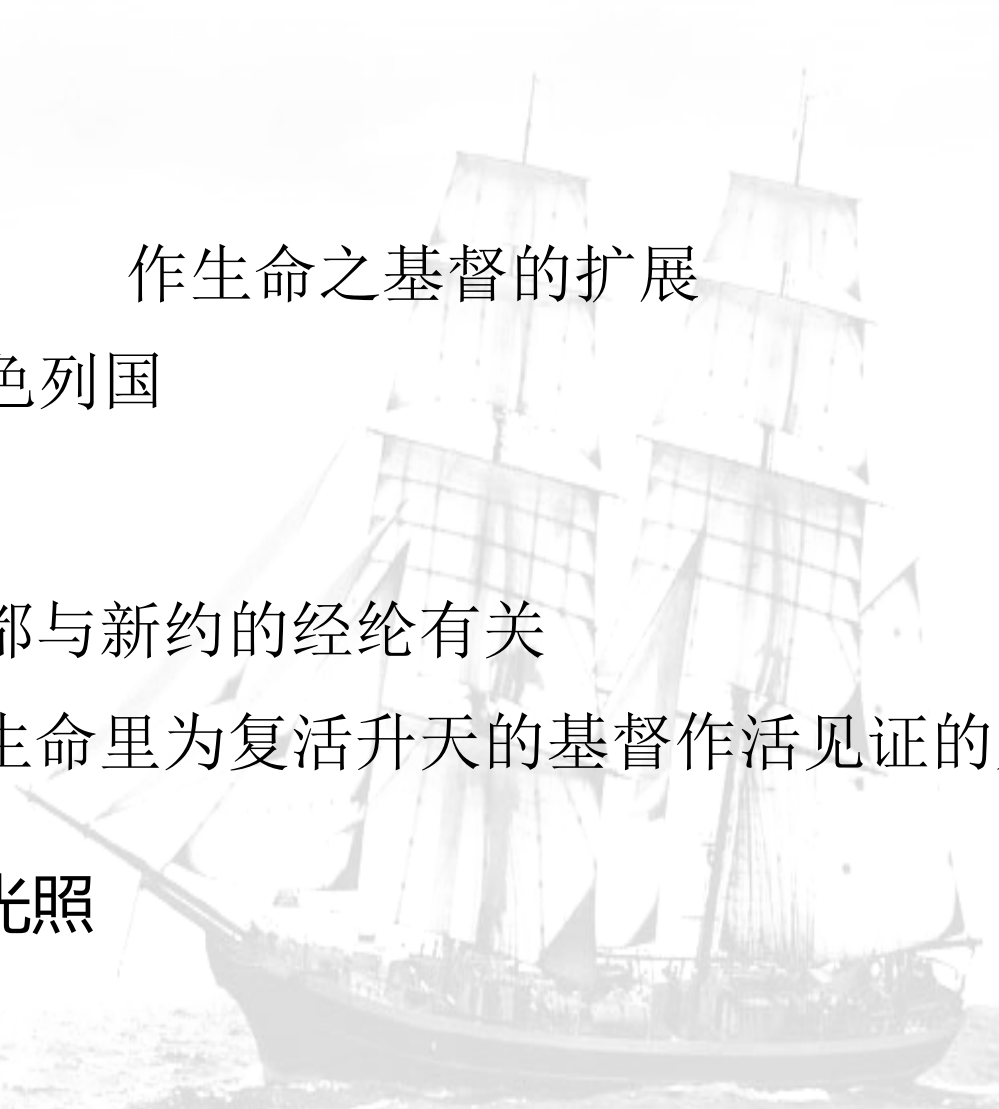 作生命之基督的扩展
色列国
都与新约的经纶有关
生命里为复活升天的基督作活见证的
光照